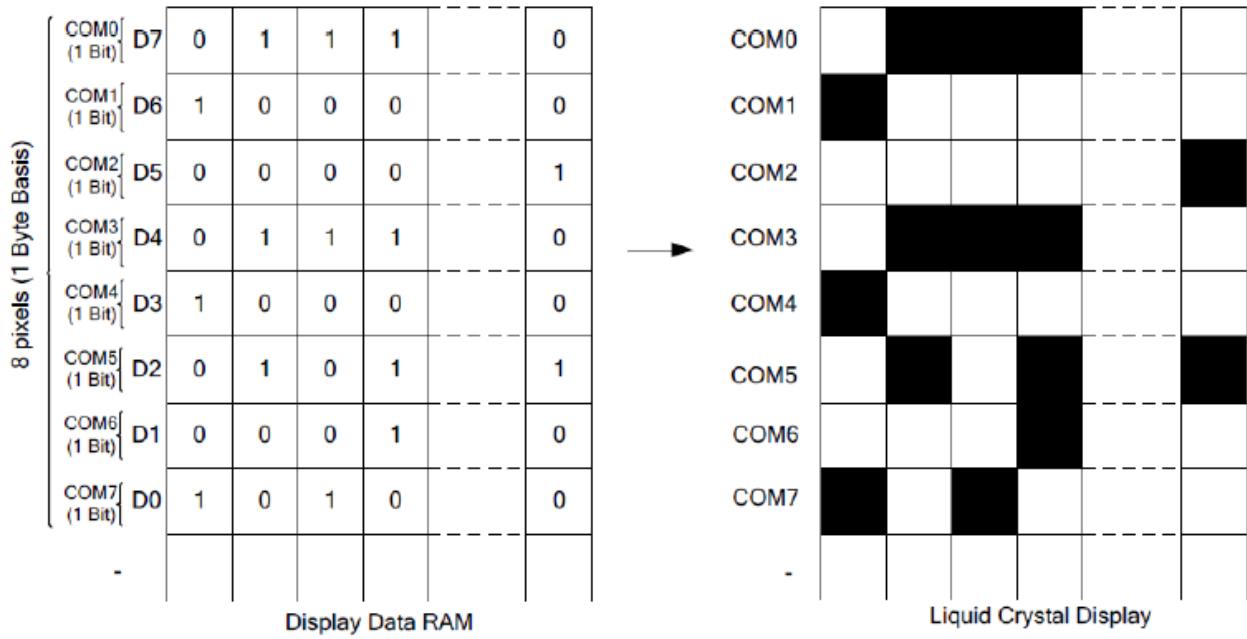 8 pixels (1 Byte Basis)
COM0 (1 Bit) D7 0 1 1 1 0
COM1 (1 Bit) D6 1 0 0 0 0
COM2 (1 Bit) D5 0 0 0 0 1
COM3 (1 Bit) D4 0 1 1 1 0
COM4 (1 Bit) D3 1 0 0 0 0
COM5 (1 Bit) D2 0 1 0 1 1
COM6 (1 Bit) D1 0 0 0 1 0
COM7 (1 Bit) D0 1 0 1 0 0
-
Display Data RAM
COM0
COM1
COM2
COM3
COM4
COM5
COM6
COM7
-
Liquid Crystal Display